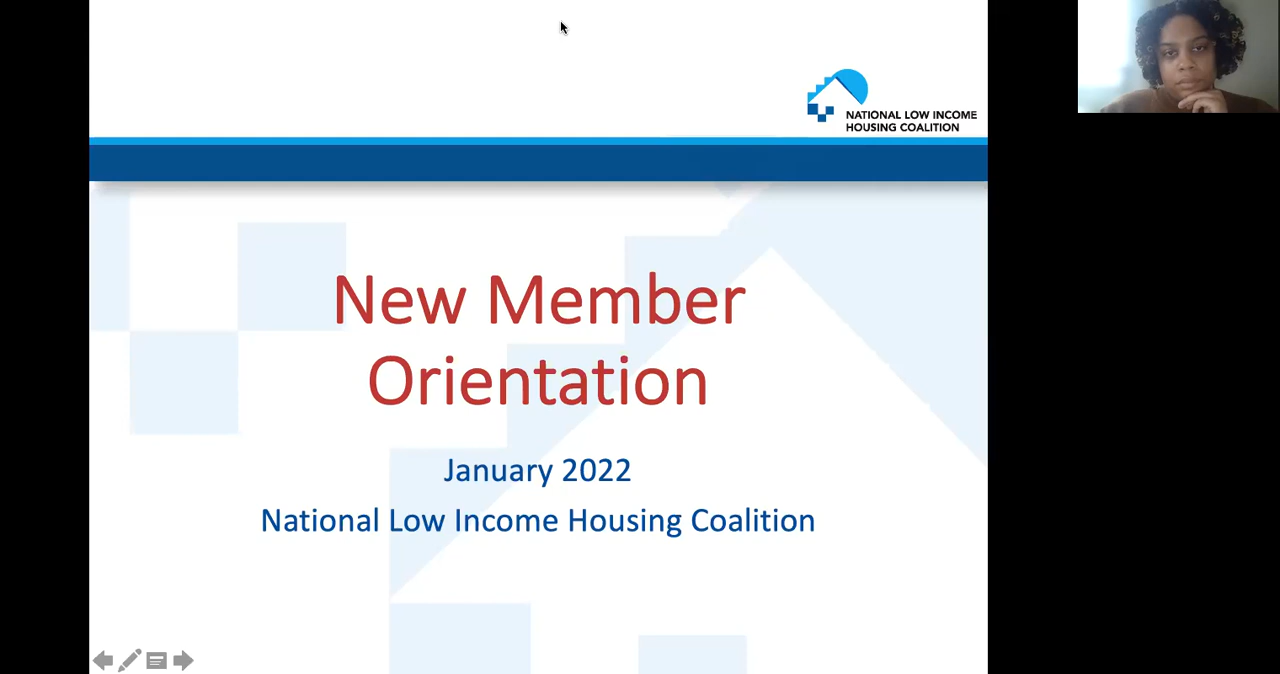 NATIONAL LOW INCOME
HOUSING COALITION
New Member
Orientation
January 2022
National Low Income Housing Coalition